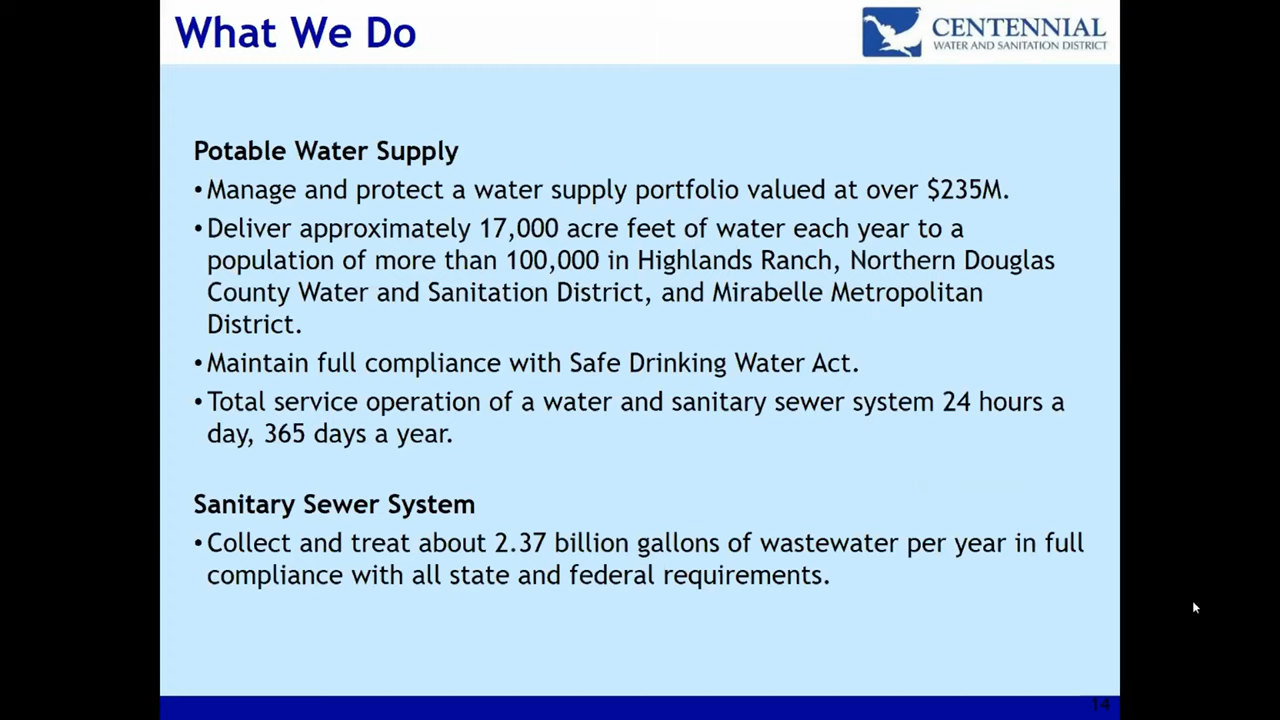 What We Do
CENTENNIAL
WATER AND SANITATION DISTRICT
Potable Water Supply
•Manage and protect a water supply portfolio valued at over $235M.
•Deliver approximately 17,000 acre feet of water each year to a
population of more than 100,000 in Highlands Ranch, Northern Douglas
County Water and Sanitation District, and Mirabelle Metropolitan
District.
•Maintain full compliance with Safe Drinking Water Act.
•Total service operation of a water and sanitary sewer system 24 hours a
day, 365 days a year.
Sanitary Sewer System
•Collect and treat about 2.37 billion gallons of wastewater per year in full
compliance with all state and federal requirements.
14